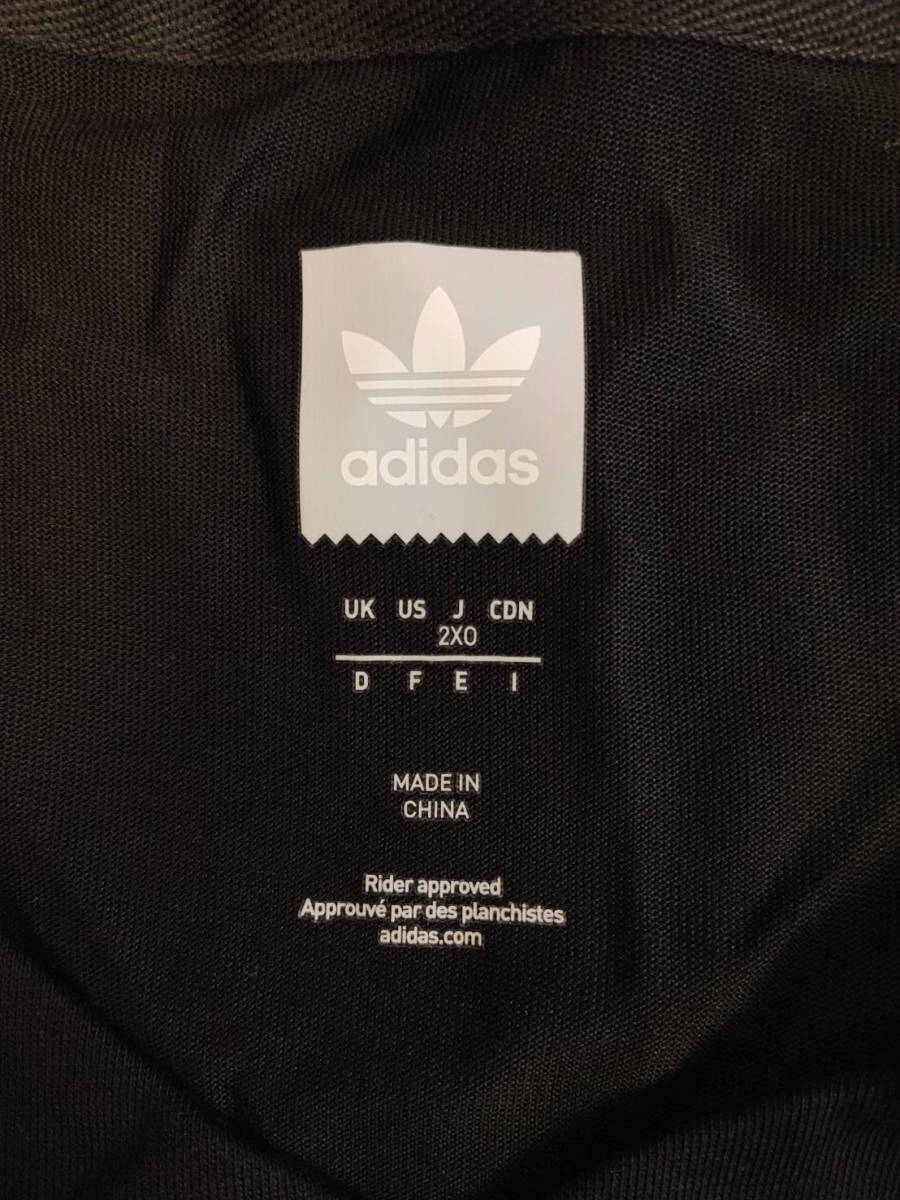 adidas
UK US J CDN
2XO
D F E I
MADE IN
CHINA
Rider approved
Approuvé par des planchistes
adidas.com